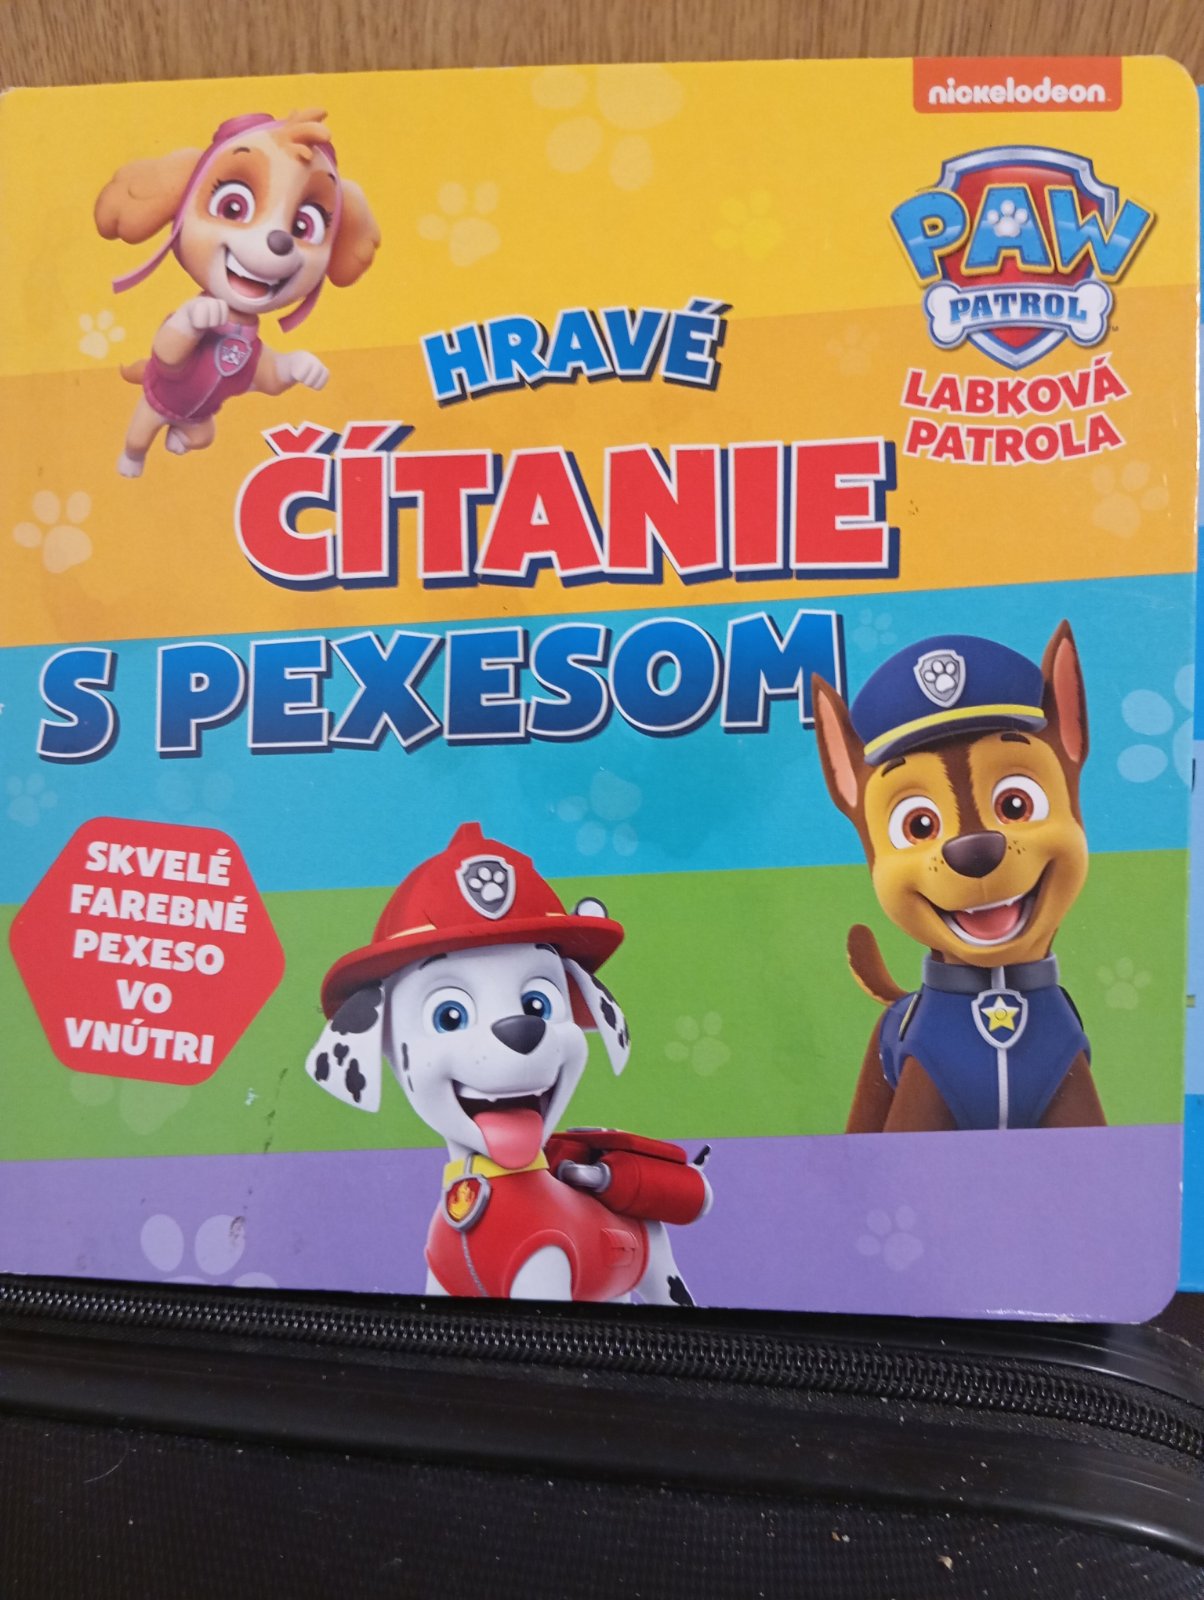 nickelodeon
PAW
PATROL
LABKOVÁ
PATROLA
HRAVÉ
ČÍTANIE
S PEXESOM
SKVELÉ
FAREBNÉ
PEXESO
VO
VNÚTRI